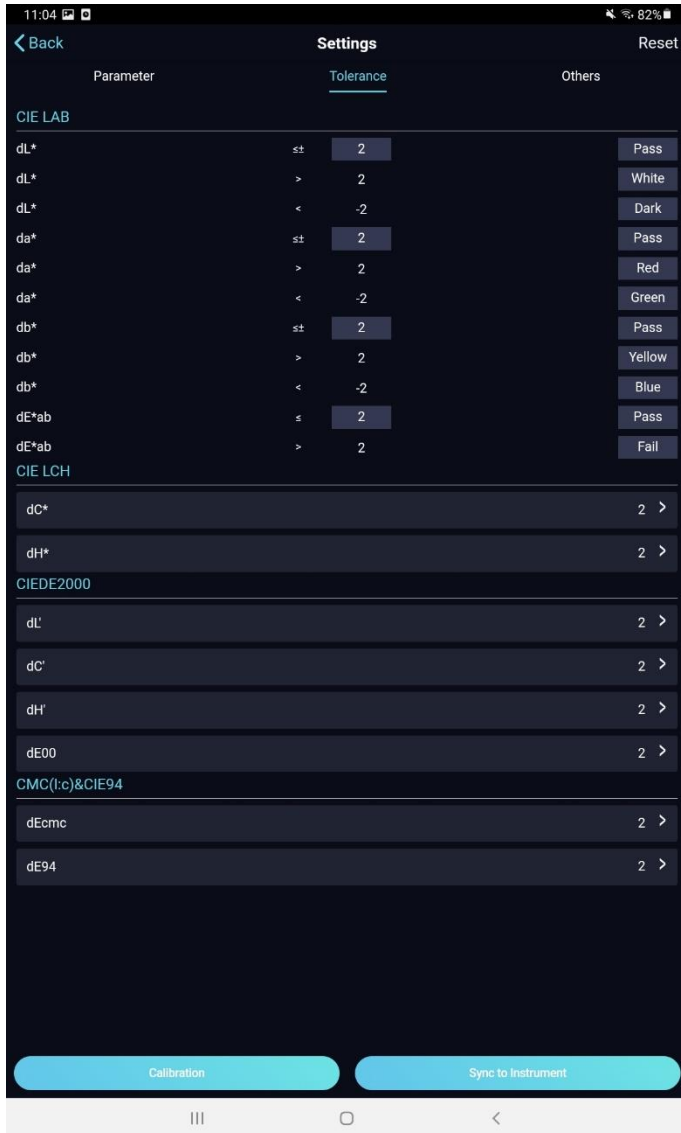 11:04 82%
Back Settings Reset
Parameter Tolerance Others
CIE LAB
dL* ≤± 2 Pass
dL* > 2 White
dL* < -2 Dark
da* ≤± 2 Pass
da* > 2 Red
da* < -2 Green
db* ≤± 2 Pass
db* > 2 Yellow
db* < -2 Blue
dE*ab ≤ 2 Pass
dE*ab > 2 Fail
CIE LCH
dC* 2
dH* 2
CIEDE2000
dL' 2
dC' 2
dH' 2
dE00 2
CMC(l:c)&CIE94
dEcmc 2
dE94 2
Calibration Sync to Instrument